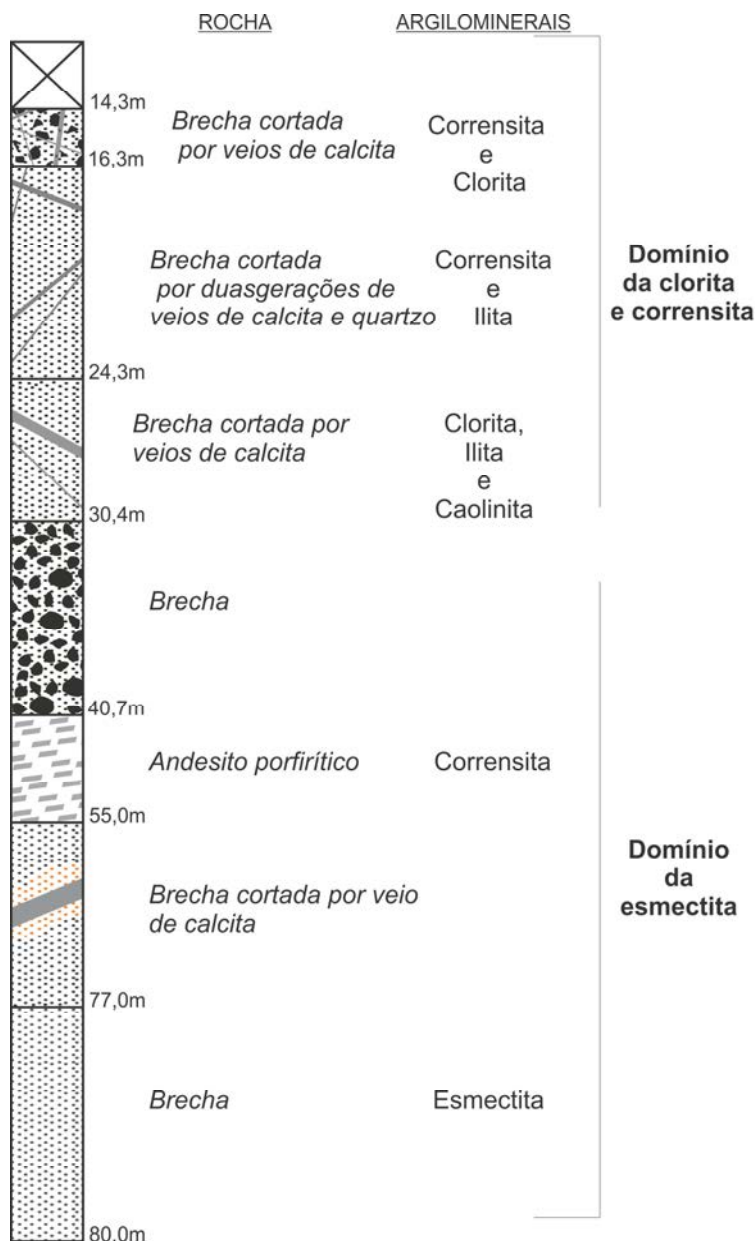 ROCHA ARGILOMINERAIS
14,3m
Brecha cortada
por veios de calcita
Corrensita
e
Clorita
16,3m
Brecha cortada
por duasgerações de
veios de calcita e quartzo
Corrensita
e
Ilita
Domínio
da clorita
e corrensita
24,3m
Brecha cortada por
veios de calcita
Clorita,
Ilita
e
Caolinita
30,4m
Brecha
40,7m
Andesito porfirítico
Corrensita
55,0m
Domínio
da
esmectita
Brecha cortada por veio
de calcita
77,0m
Brecha
Esmectita
80,0m